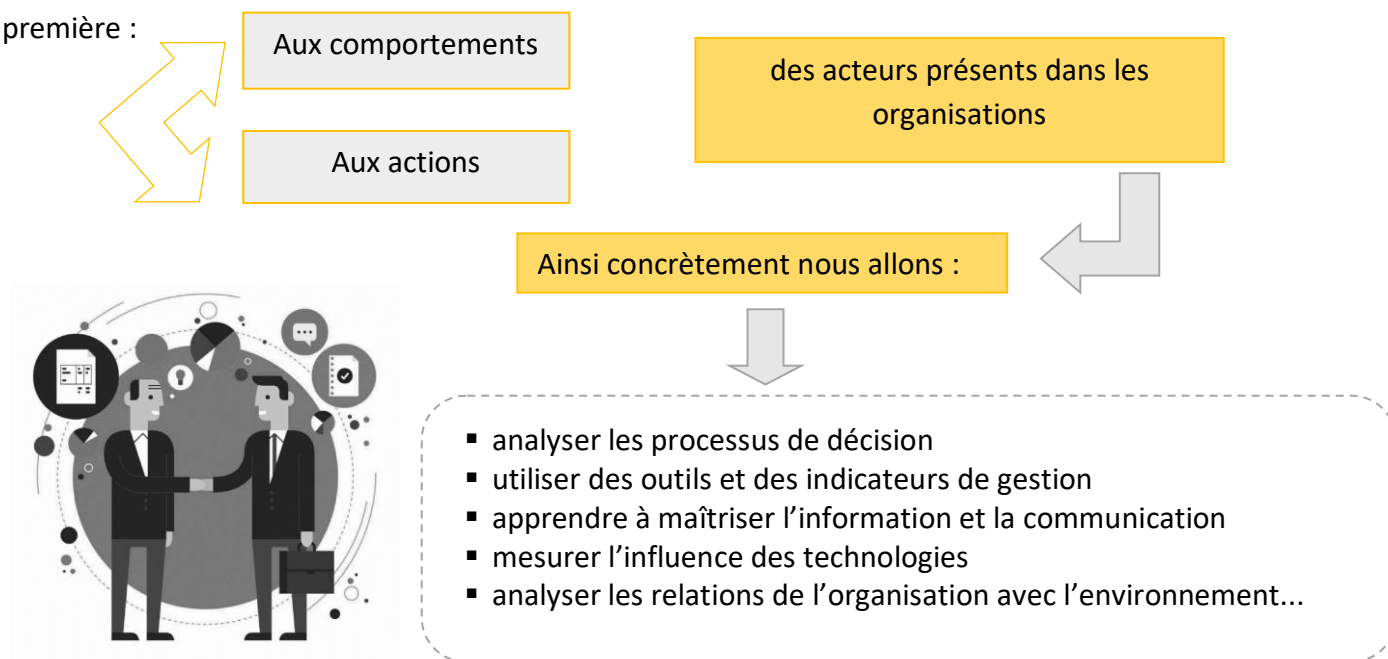 première :
Aux comportements
Aux actions
des acteurs présents dans les
organisations
Ainsi concrètement nous allons :
▪ analyser les processus de décision
▪ utiliser des outils et des indicateurs de gestion
▪ apprendre à maîtriser l’information et la communication
▪ mesurer l’influence des technologies
▪ analyser les relations de l’organisation avec l’environnement...